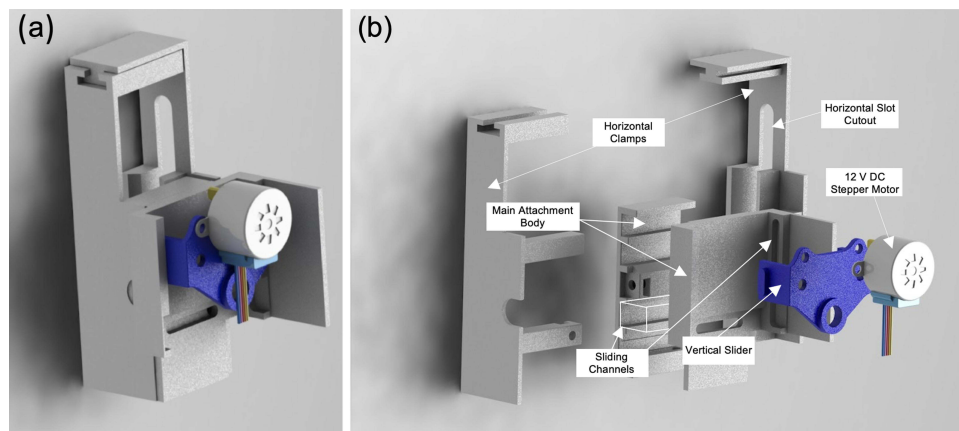 (a)
(b)
Horizontal
Clamps
Horizontal Slot
Cutout
12 V DC
Stepper Motor
Main Attachment
Body
Sliding
Channels
Vertical Slider